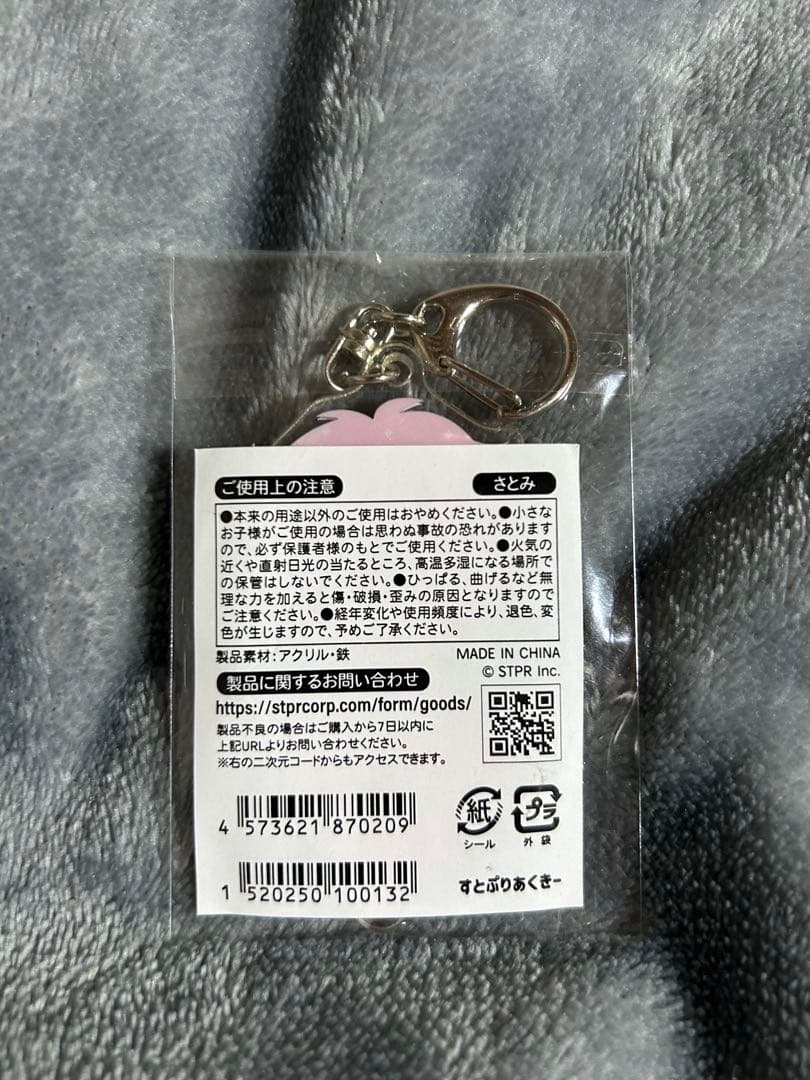 ご使用上の注意 さとみ
●本来の用途以外のご使用はおやめください。●小さな
お子様がご使用の場合は思わぬ事故の恐れがあります
ので、必ず保護者様のもとでご使用ください。●火気の
近くや直射日光の当たるところ、高温多湿になる場所で
の保管はしないでください。●ひっぱる、曲げるなど無
理な力を加えると傷・破損・歪みの原因となりますので
ご注意ください。●経年変化や使用頻度により、退色、変
色が生じますので、予めご了承ください。
製品素材:アクリル・鉄 MADE IN CHINA
© STPR Inc.
製品に関するお問い合わせ
https://stprcorp.com/form/goods/
製品不良の場合はご購入から7日以内に
上記URLよりお問い合わせください。
※右の二次元コードからもアクセスできます。
4 573621 870209
紙 プラ
シール 外袋
1 520250 100132
すとぷりあくきー